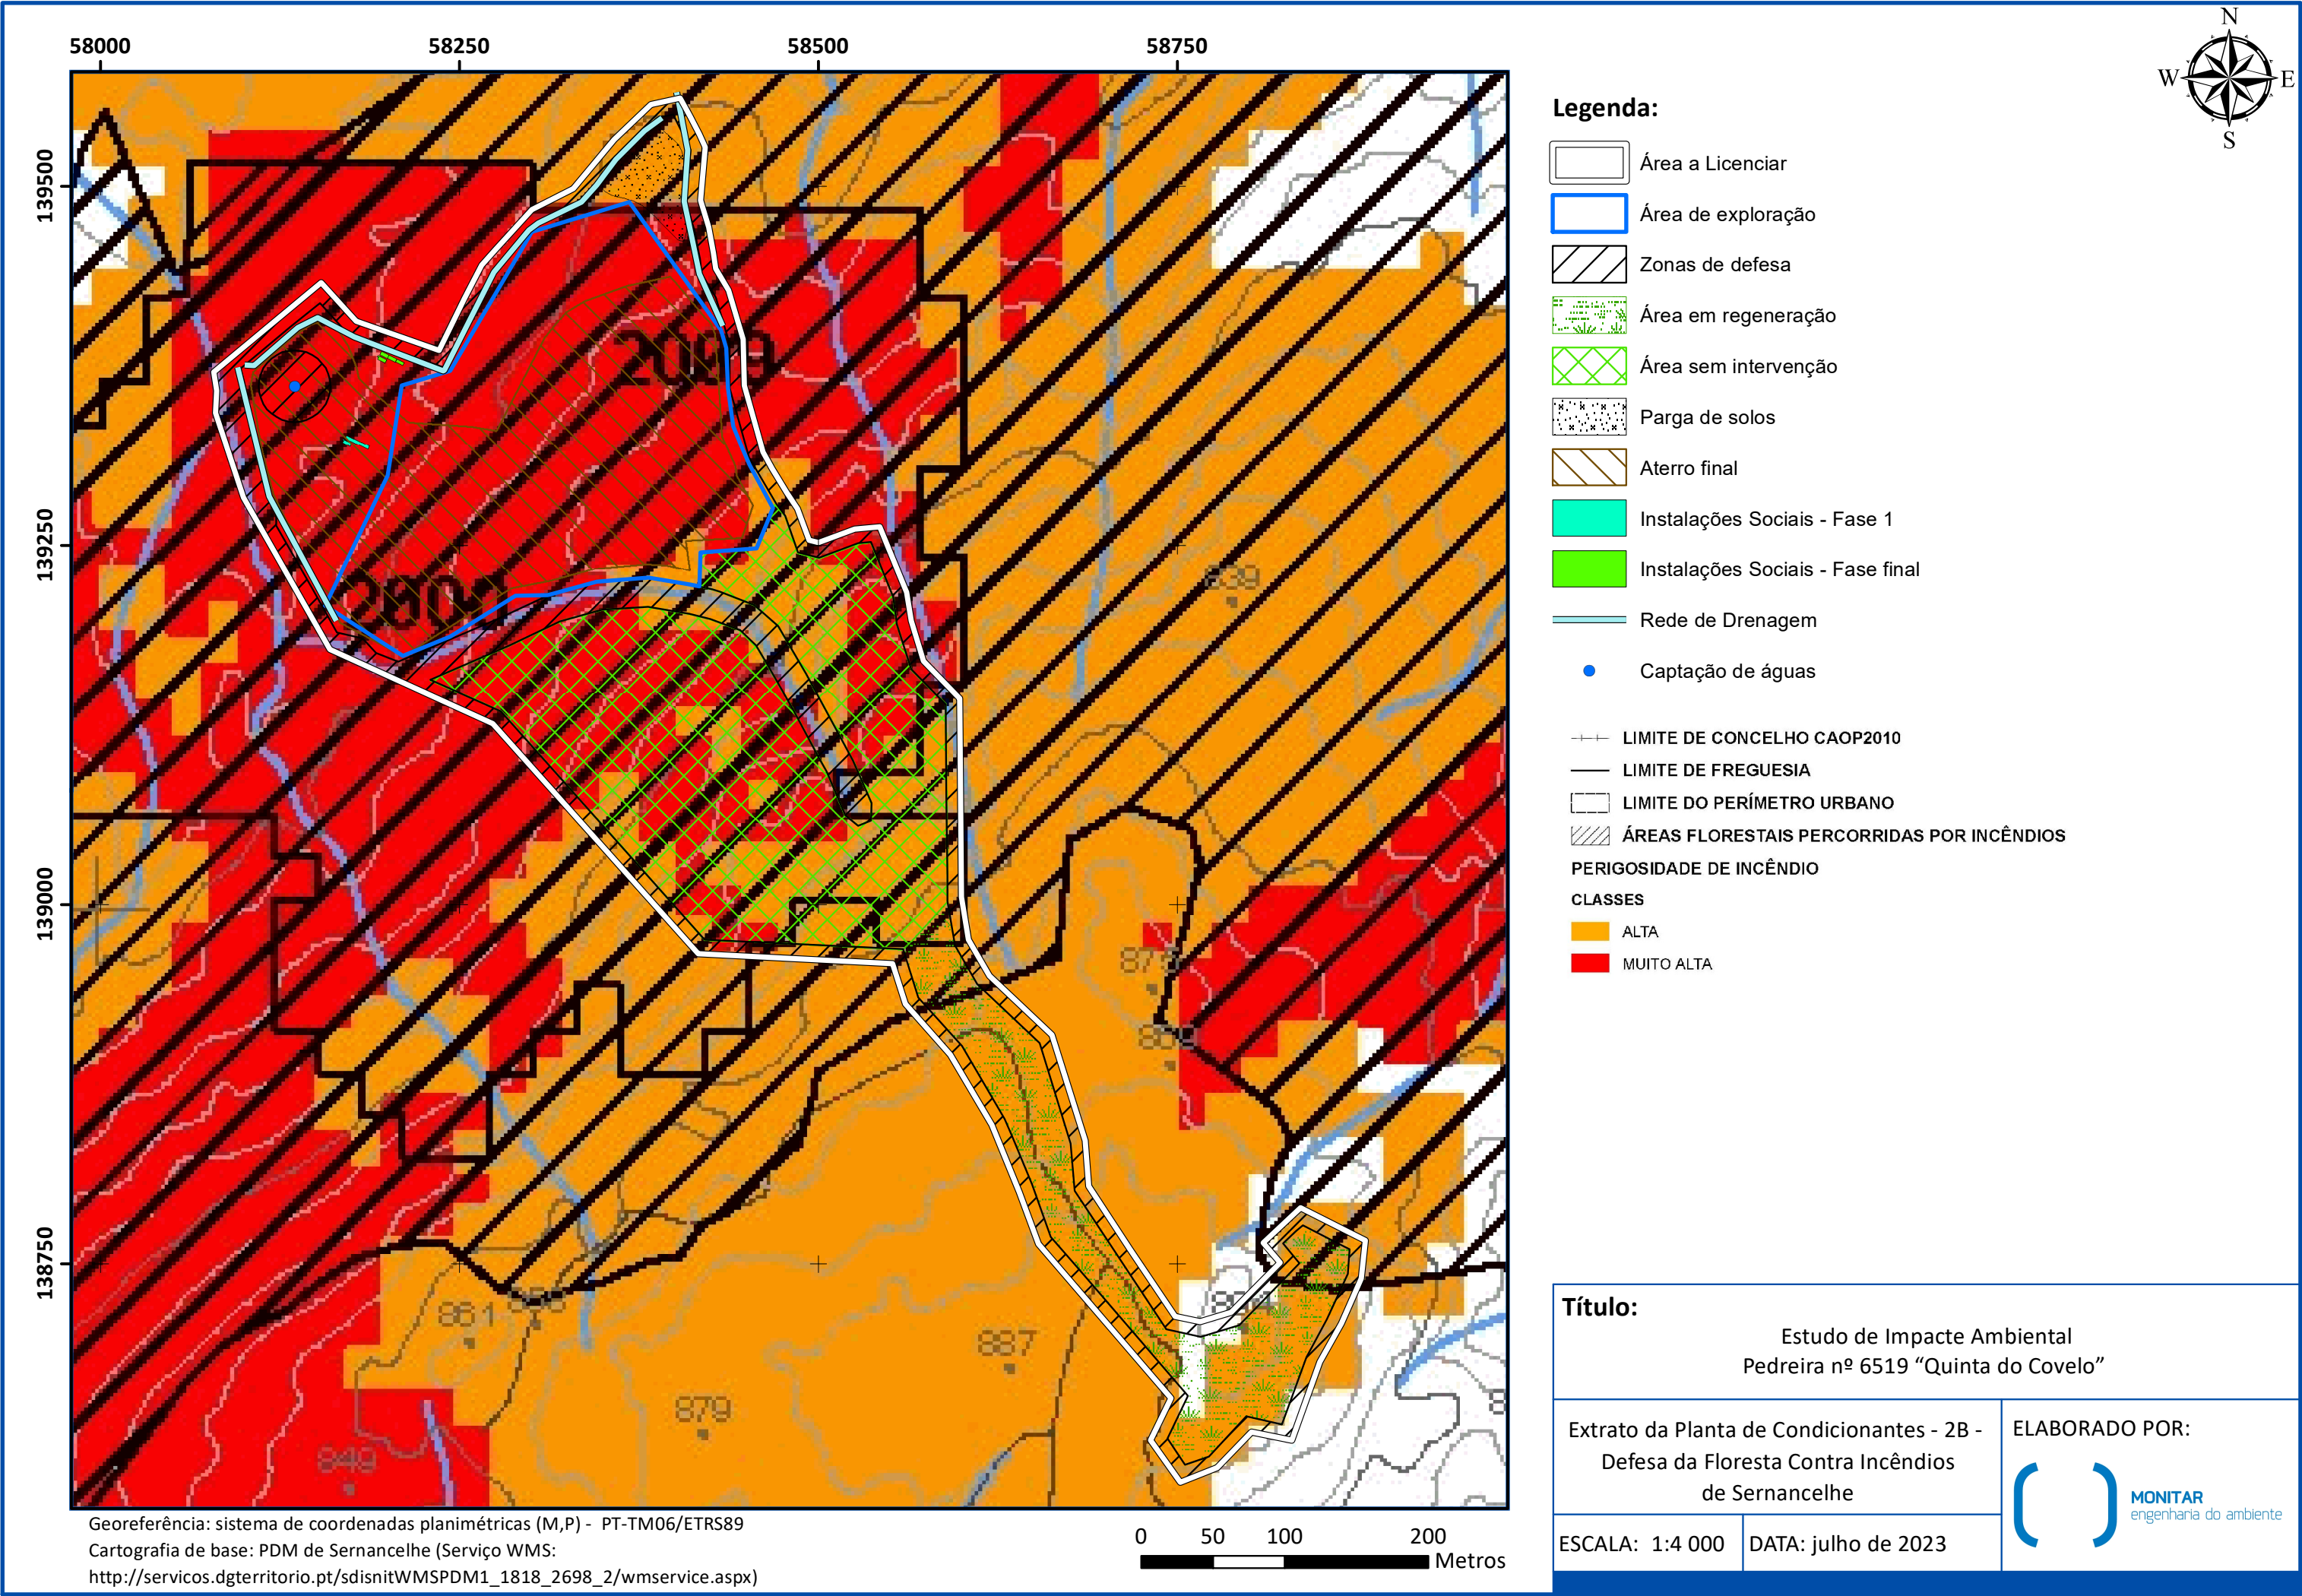 58000 58250 58500 58750
139500
139250
139000
138750
N
W E
S
2009
839
873
861
887
879
849
Legenda:
Área a Licenciar
Área de exploração
Zonas de defesa
Área em regeneração
Área sem intervenção
Parga de solos
Aterro final
Instalações Sociais - Fase 1
Instalações Sociais - Fase final
Rede de Drenagem
Captação de águas
LIMITE DE CONCELHO CAOP2010
LIMITE DE FREGUESIA
LIMITE DO PERÍMETRO URBANO
ÁREAS FLORESTAIS PERCORRIDAS POR INCÊNDIOS
PERIGOSIDADE DE INCÊNDIO
CLASSES
ALTA
MUITO ALTA
Título:
Estudo de Impacte Ambiental
Pedreira nº 6519 “Quinta do Covelo”
Extrato da Planta de Condicionantes - 2B -
Defesa da Floresta Contra Incêndios
de Sernancelhe
ELABORADO POR:
MONITAR
engenharia do ambiente
ESCALA: 1:4 000
DATA: julho de 2023
Georeferência: sistema de coordenadas planimétricas (M,P) - PT-TM06/ETRS89
Cartografia de base: PDM de Sernancelhe (Serviço WMS:
http://servicos.dgterritorio.pt/sdisnitWMSPDM1_1818_2698_2/wmservice.aspx)
0 50 100 200
Metros